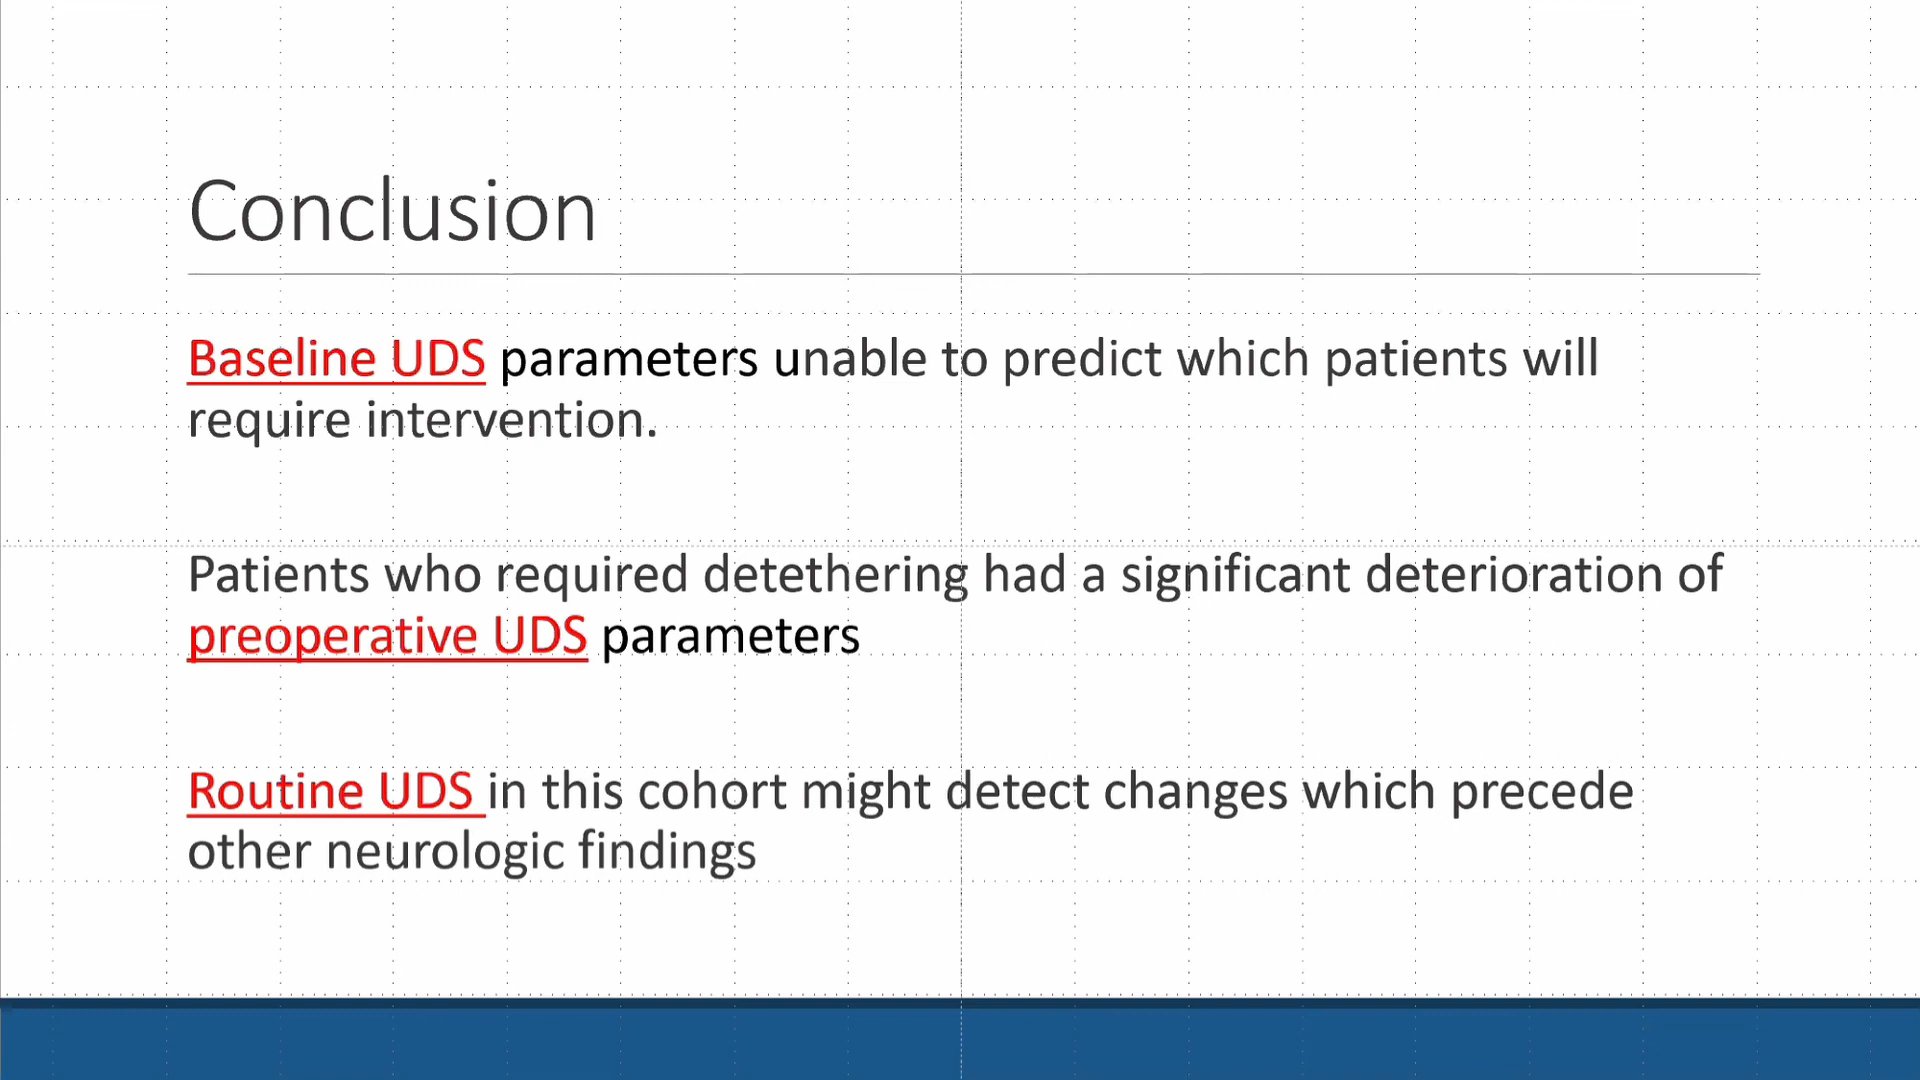 Conclusion
Baseline UDS parameters unable to predict which patients will
require intervention.
Patients who required detethering had a significant deterioration of
preoperative UDS parameters
Routine UDS in this cohort might detect changes which precede
other neurologic findings